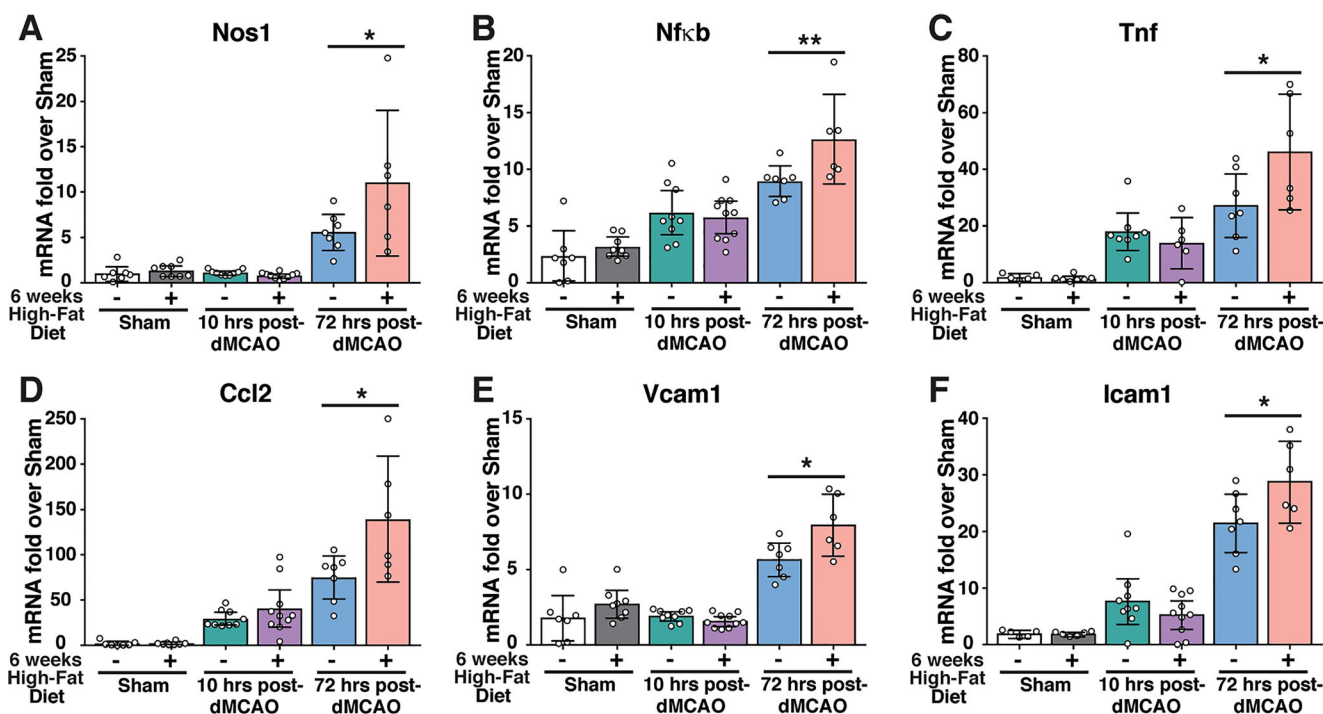 A
Nos1
*
mRNA fold over Sham
25
20
15
10
5
0
- + - + - +
6 weeks
High-Fat
Diet
Sham
10 hrs post-
dMCAO
72 hrs post-
dMCAO
B
Nfκb
**
mRNA fold over Sham
20
15
10
5
0
- + - + - +
6 weeks
High-Fat
Diet
Sham
10 hrs post-
dMCAO
72 hrs post-
dMCAO
C
Tnf
*
mRNA fold over Sham
80
60
40
20
0
- + - + - +
6 weeks
High-Fat
Diet
Sham
10 hrs post-
dMCAO
72 hrs post-
dMCAO
D
Ccl2
*
mRNA fold over Sham
250
200
150
100
50
0
- + - + - +
6 weeks
High-Fat
Diet
Sham
10 hrs post-
dMCAO
72 hrs post-
dMCAO
E
Vcam1
*
mRNA fold over Sham
15
10
5
0
- + - + - +
6 weeks
High-Fat
Diet
Sham
10 hrs post-
dMCAO
72 hrs post-
dMCAO
F
Icam1
*
mRNA fold over Sham
40
30
20
10
0
- + - + - +
6 weeks
High-Fat
Diet
Sham
10 hrs post-
dMCAO
72 hrs post-
dMCAO